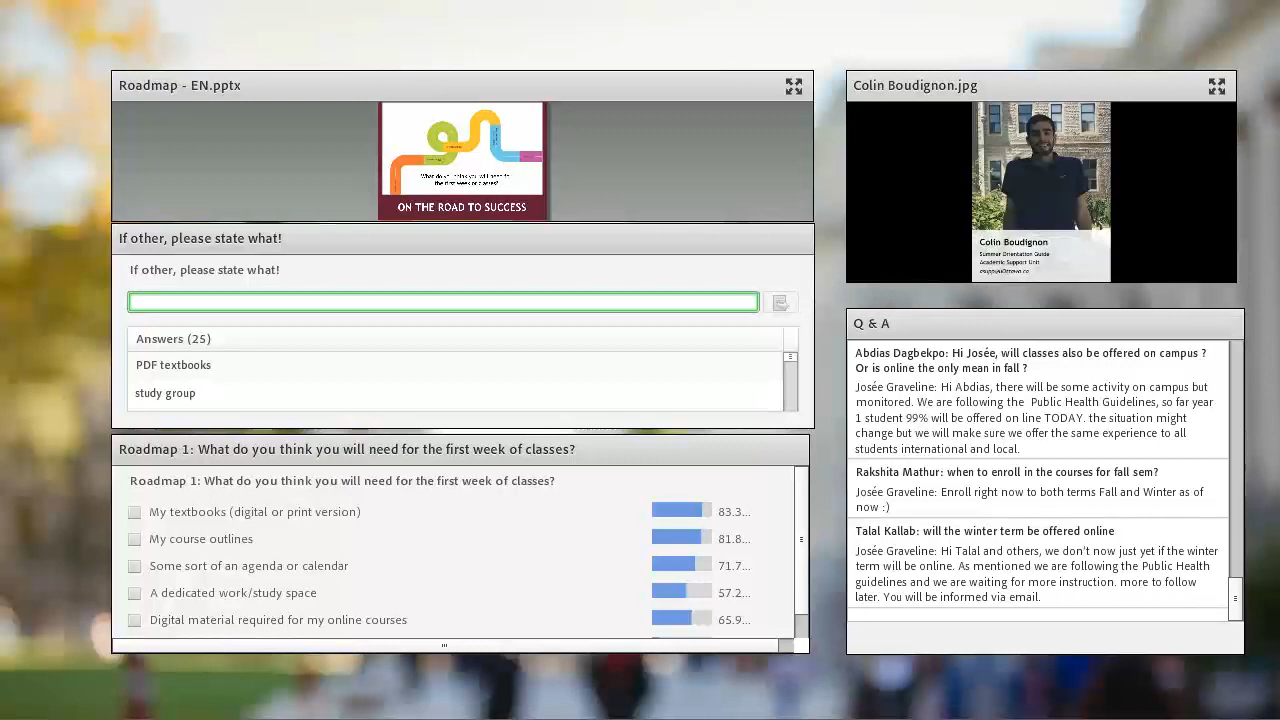 Roadmap - EN.pptx
What do you think you will need for
the first week of classes?
ON THE ROAD TO SUCCESS
If other, please state what!
If other, please state what!
Answers (25)
PDF textbooks
study group
Roadmap 1: What do you think you will need for the first week of classes?
Roadmap 1: What do you think you will need for the first week of classes?
My textbooks (digital or print version) 83.3...
My course outlines 81.8...
Some sort of an agenda or calendar 71.7...
A dedicated work/study space 57.2...
Digital material required for my online courses 65.9...
Colin Boudignon.jpg
Colin Boudignon
Summer Orientation Guide
Academic Support Unit
Q & A
Abdias Dagbekpo: Hi Josée, will classes also be offered on campus ?
Or is online the only mean in fall ?
Josée Graveline: Hi Abdias, there will be some activity on campus but
monitored. We are following the  Public Health Guidelines, so far year
1 student 99% will be offered on line TODAY. the situation might
change but we will make sure we offer the same experience to all
students international and local.
Rakshita Mathur: when to enroll in the courses for fall sem?
Josée Graveline: Enroll right now to both terms Fall and Winter as of
now :)
Talal Kallab: will the winter term be offered online
Josée Graveline: Hi Talal and others, we don't now just yet if the winter
term will be online. As mentioned we are following the Public Health
guidelines and we are waiting for more instruction. more to follow
later. You will be informed via email.